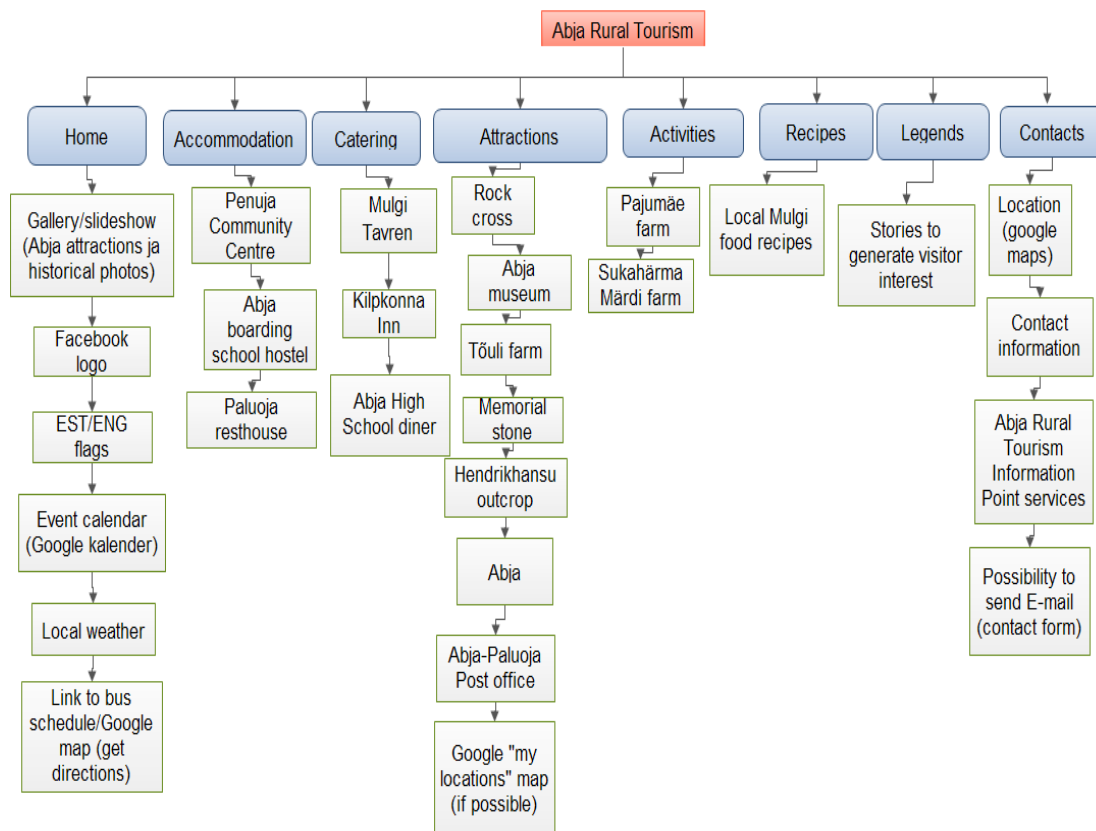 Abja Rural Tourism
Home
Accommodation
Catering
Attractions
Activities
Recipes
Legends
Contacts
Gallery/slideshow
(Abja attractions ja
historical photos)
Facebook
logo
EST/ENG
flags
Event calendar
(Google kalender)
Local weather
Link to bus
schedule/Google
map (get
directions)
Penuja
Community
Centre
Abja
boarding
school hostel
Paluoja
resthouse
Mulgi
Tavren
Kilpkonna
Inn
Abja High
School diner
Rock
cross
Abja
museum
Tõuli farm
Memorial
stone
Hendrikhansu
outcrop
Abja
Abja-Paluoja
Post office
Google "my
locations" map
(if possible)
Pajumäe
farm
Sukahärma
Märdi farm
Local Mulgi
food recipes
Stories to
generate visitor
interest
Location
(google
maps)
Contact
information
Abja Rural
Tourism
Information
Point services
Possibility to
send E-mail
(contact form)